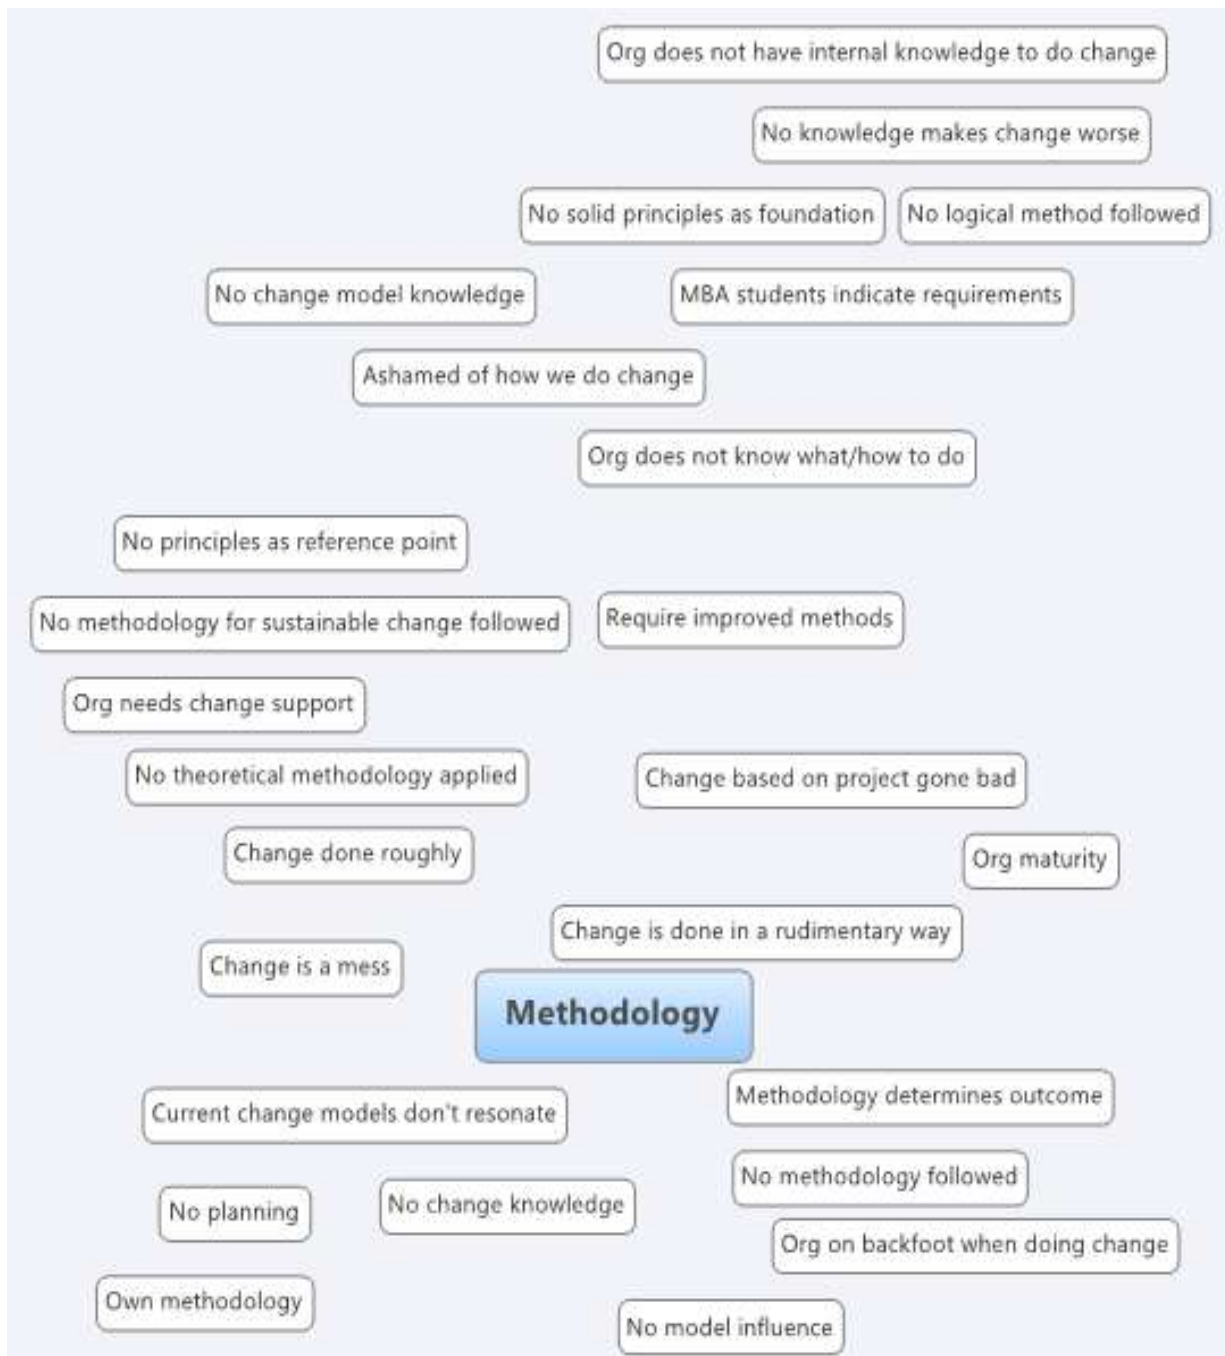 Org does not have internal knowledge to do change
No knowledge makes change worse
No solid principles as foundation
No logical method followed
No change model knowledge
MBA students indicate requirements
Ashamed of how we do change
Org does not know what/how to do
No principles as reference point
No methodology for sustainable change followed
Require improved methods
Org needs change support
No theoretical methodology applied
Change based on project gone bad
Change done roughly
Org maturity
Change is done in a rudimentary way
Change is a mess
Methodology
Methodology determines outcome
Current change models don't resonate
No methodology followed
No change knowledge
No planning
Org on backfoot when doing change
Own methodology
No model influence